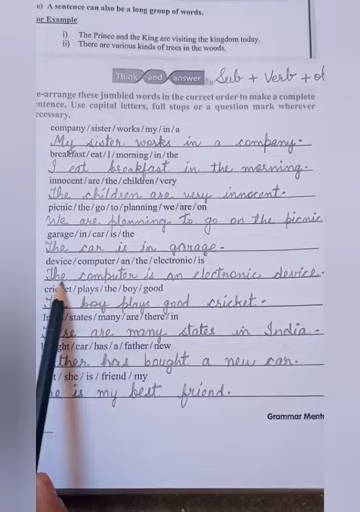 e) A sentence can also be a long group of words.
or Example
i) The Prince and the King are visiting the kingdom today.
ii) There are various kinds of trees in the woods.
Think and answer Sub + Verb + ob
e-arrange these jumbled words in the correct order to make a complete
entence. Use capital letters, full stops or a question mark wherever
ecessary.
company/sister/works/my/in/a
My sister works in a company.
breakfast/eat/I/morning/in/the
I eat breakfast in the morning.
innocent/are/the/children/very
The children are very innocent.
picnic/the/go/to/planning/we/are/on
We are planning to go on the picnic
garage/in/car/is/the
The car is in garage.
device/computer/an/the/electronic/is
The computer is an electronic device.
cricket/plays/the/boy/good
boy plays good cricket.
/states/many/are/there?/in
are many states in India.
ght/car/has/a/father/new
ther has bought a new car.
/she/is/friend/my
he is my best friend.
Grammar Ment